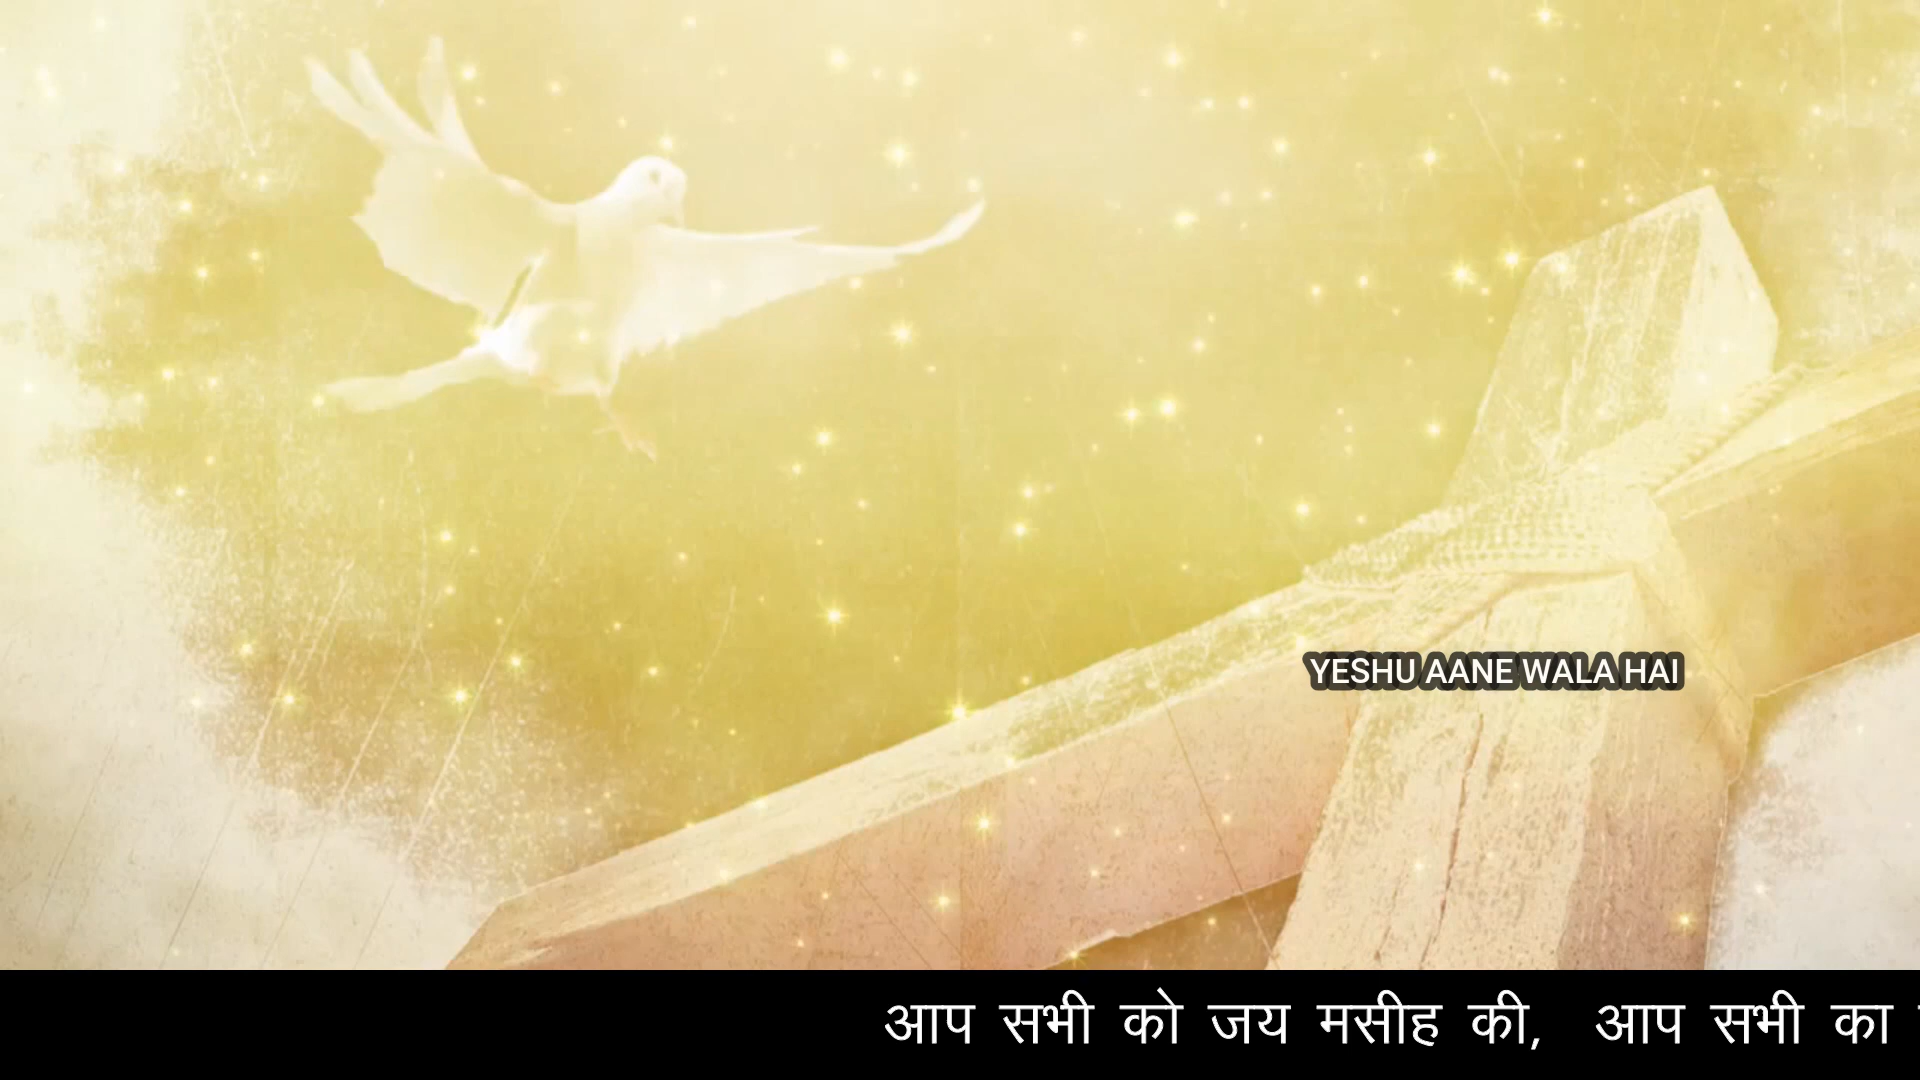 YESHU AANE WALA HAI
आप सभी को जय मसीह की, आप सभी का